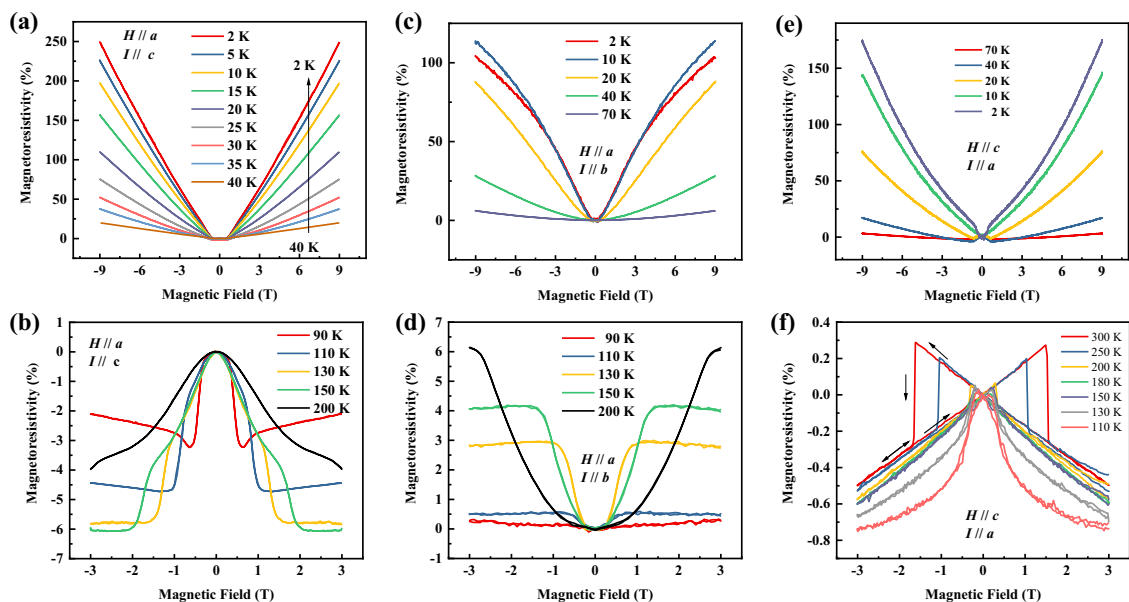 (a)
H // a
I // c
2 K
5 K
10 K
15 K
20 K
25 K
30 K
35 K
40 K
2 K
40 K
250
200
150
100
50
0
-9 -6 -3 0 3 6 9
Magnetoresistivity (%)
Magnetic Field (T)
(c)
2 K
10 K
20 K
40 K
70 K
H // a
I // b
100
50
0
-9 -6 -3 0 3 6 9
Magnetoresistivity (%)
Magnetic Field (T)
(e)
70 K
40 K
20 K
10 K
2 K
H // c
I // a
175
150
125
100
75
50
25
0
-9 -6 -3 0 3 6 9
Magnetoresistivity (%)
Magnetic Field (T)
(b)
H // a
I // c
90 K
110 K
130 K
150 K
200 K
1
0
-1
-2
-3
-4
-5
-6
-7
-3 -2 -1 0 1 2 3
Magnetoresistivity (%)
Magnetic Field (T)
(d)
90 K
110 K
130 K
150 K
200 K
H // a
I // b
7
6
5
4
3
2
1
0
-1
-3 -2 -1 0 1 2 3
Magnetoresistivity (%)
Magnetic Field (T)
(f)
300 K
250 K
200 K
180 K
150 K
130 K
110 K
H // c
I // a
0.4
0.2
0.0
-0.2
-0.4
-0.6
-0.8
-3 -2 -1 0 1 2 3
Magnetoresistivity (%)
Magnetic Field (T)